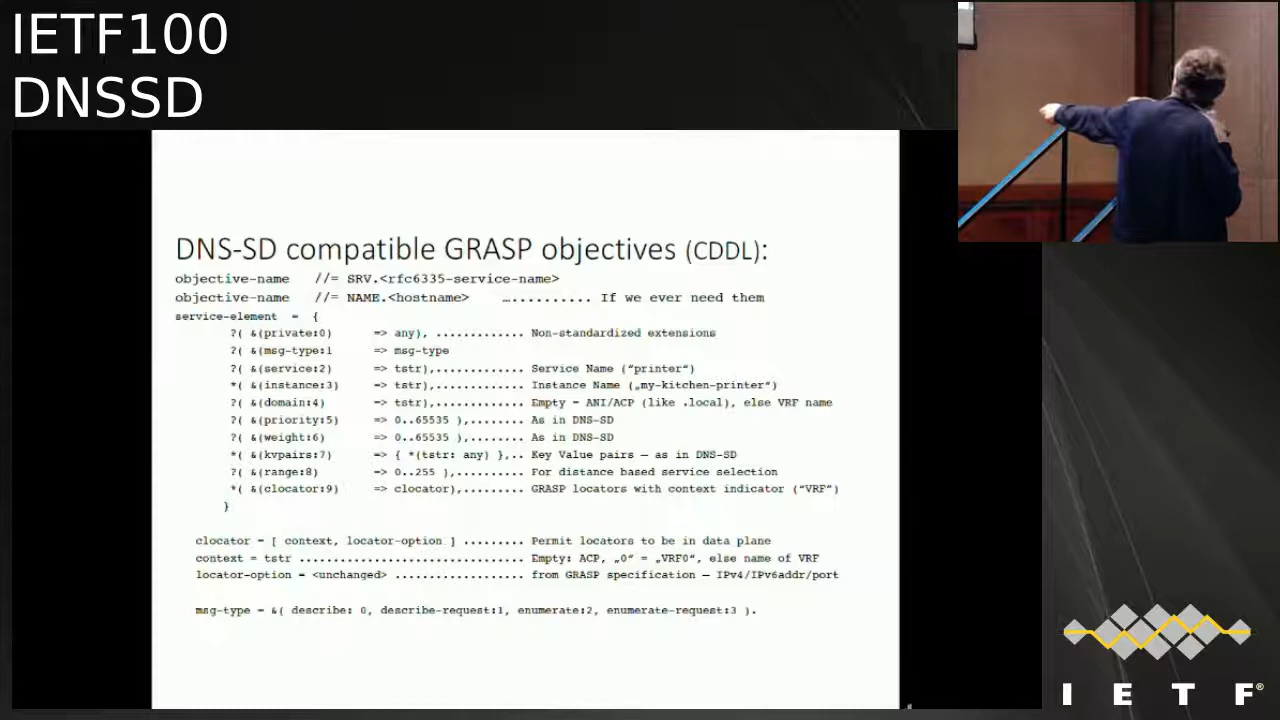 IETF100
DNSSD
DNS-SD compatible GRASP objectives (CDDL):
objective-name //= SRV.<rfc6335-service-name>
objective-name //= NAME.<hostname> ….......... If we ever need them
service-element = {
?( &(private:0) => any), ............. Non-standardized extensions
?( &(msg-type:1 => msg-type
?( &(service:2) => tstr),............. Service Name (“printer“)
*( &(instance:3) => tstr),............. Instance Name („my-kitchen-printer“)
?( &(domain:4) => tstr),............. Empty = ANI/ACP (like .local), else VRF name
?( &(priority:5) => 0..65535 ),........ As in DNS-SD
?( &(weight:6) => 0..65535 ),........ As in DNS-SD
*( &(kvpairs:7) => { *(tstr: any) },.. Key Value pairs – as in DNS-SD
?( &(range:8) => 0..255 ),.......... For distance based service selection
*( &(clocator:9) => clocator),......... GRASP locators with context indicator (“VRF“)
}
clocator = [ context, locator-option ] ......... Permit locators to be in data plane
context = tstr .................................. Empty: ACP, „0“ = „VRF0“, else name of VRF
locator-option = <unchanged> ................... from GRASP specification – IPv4/IPv6addr/port
msg-type = &( describe: 0, describe-request:1, enumerate:2, enumerate-request:3 ).
I E T F®